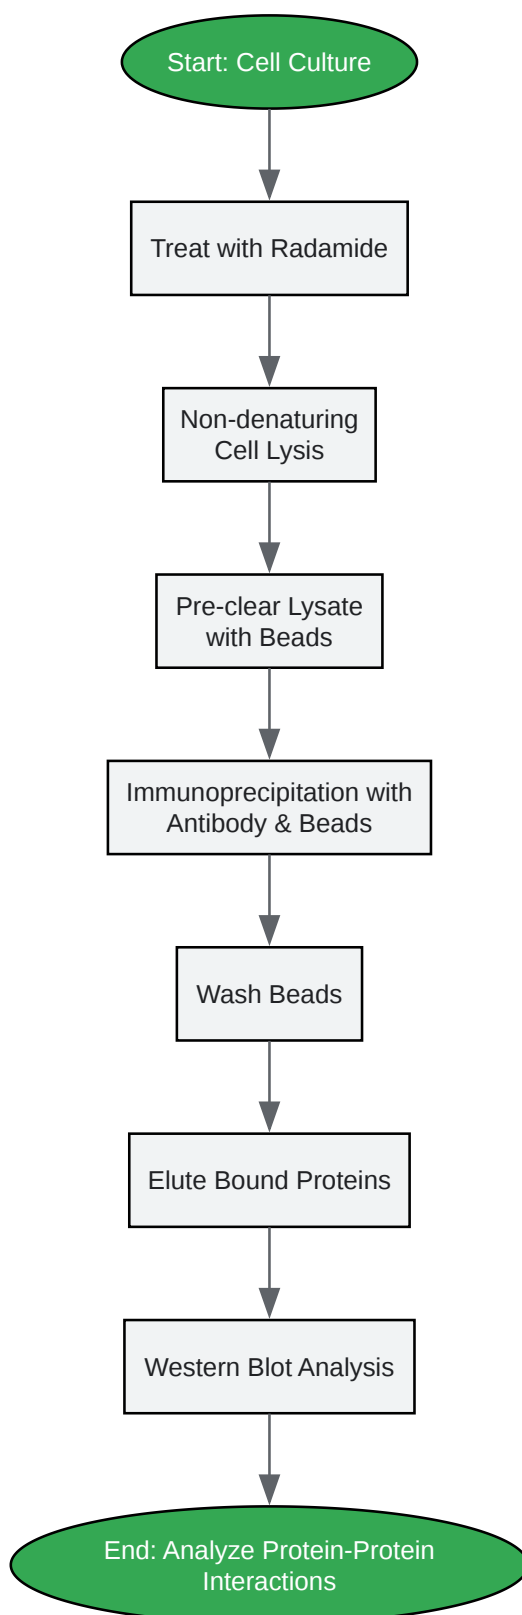 Start: Cell Culture
Treat with Radamide
Non-denaturing
Cell Lysis
Pre-clear Lysate
with Beads
Immunoprecipitation with
Antibody & Beads
Wash Beads
Elute Bound Proteins
Western Blot Analysis
End: Analyze Protein-Protein
Interactions